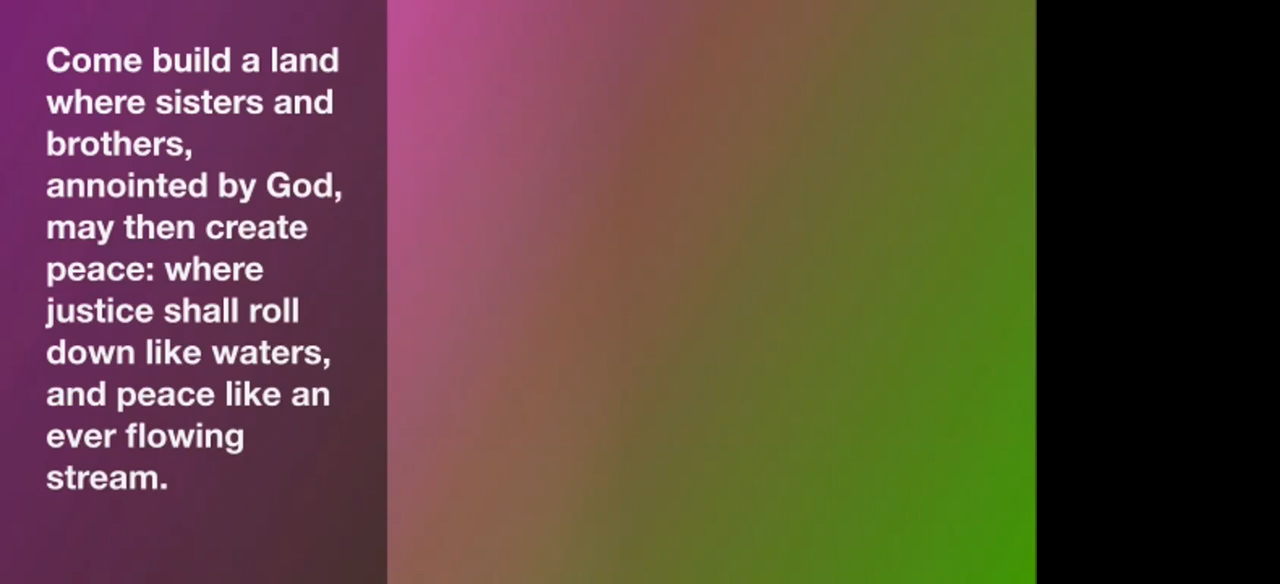 Come build a land
where sisters and
brothers,
annointed by God,
may then create
peace: where
justice shall roll
down like waters,
and peace like an
ever flowing
stream.